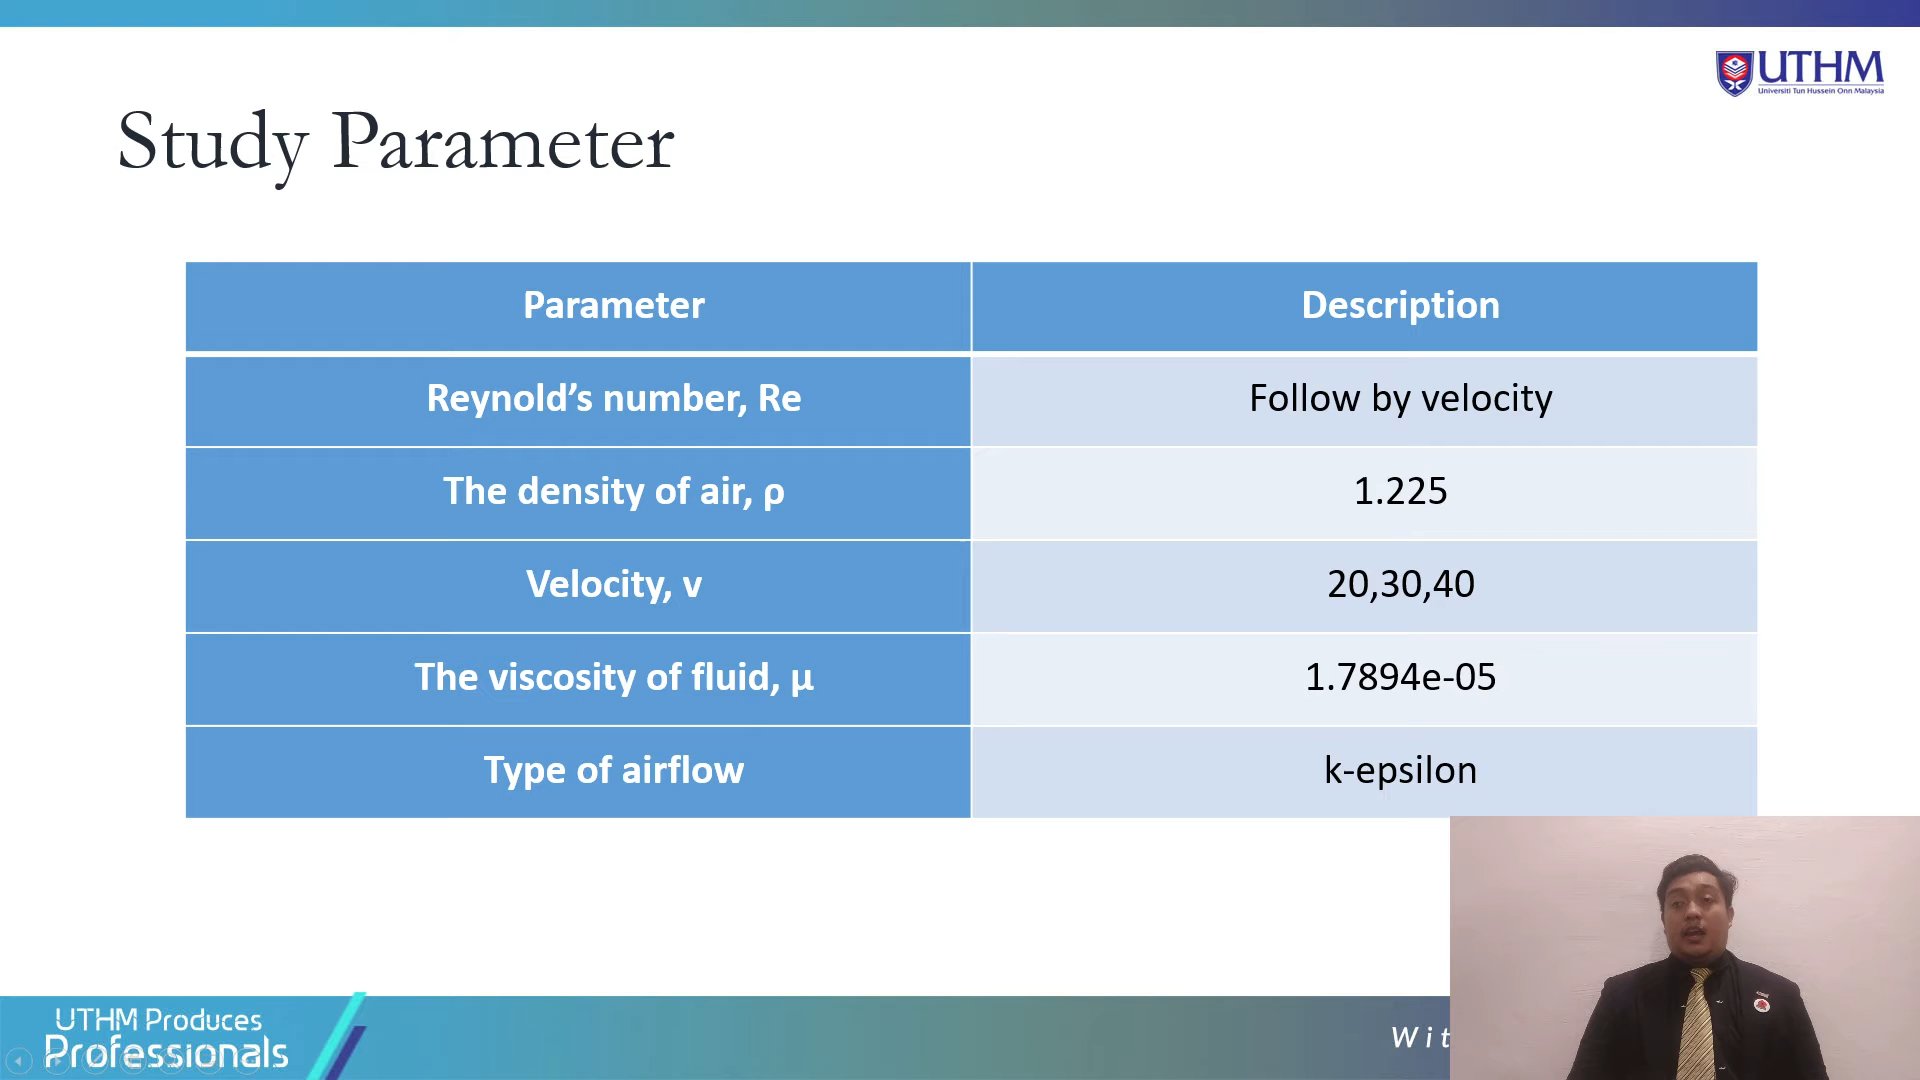 UTHM
Universiti Tun Hussein Onn Malaysia
Study Parameter
Parameter Description
Reynold’s number, Re Follow by velocity
The density of air, ρ 1.225
Velocity, v 20,30,40
The viscosity of fluid, μ 1.7894e-05
Type of airflow k-epsilon
UTHM Produces
Professionals
Wit